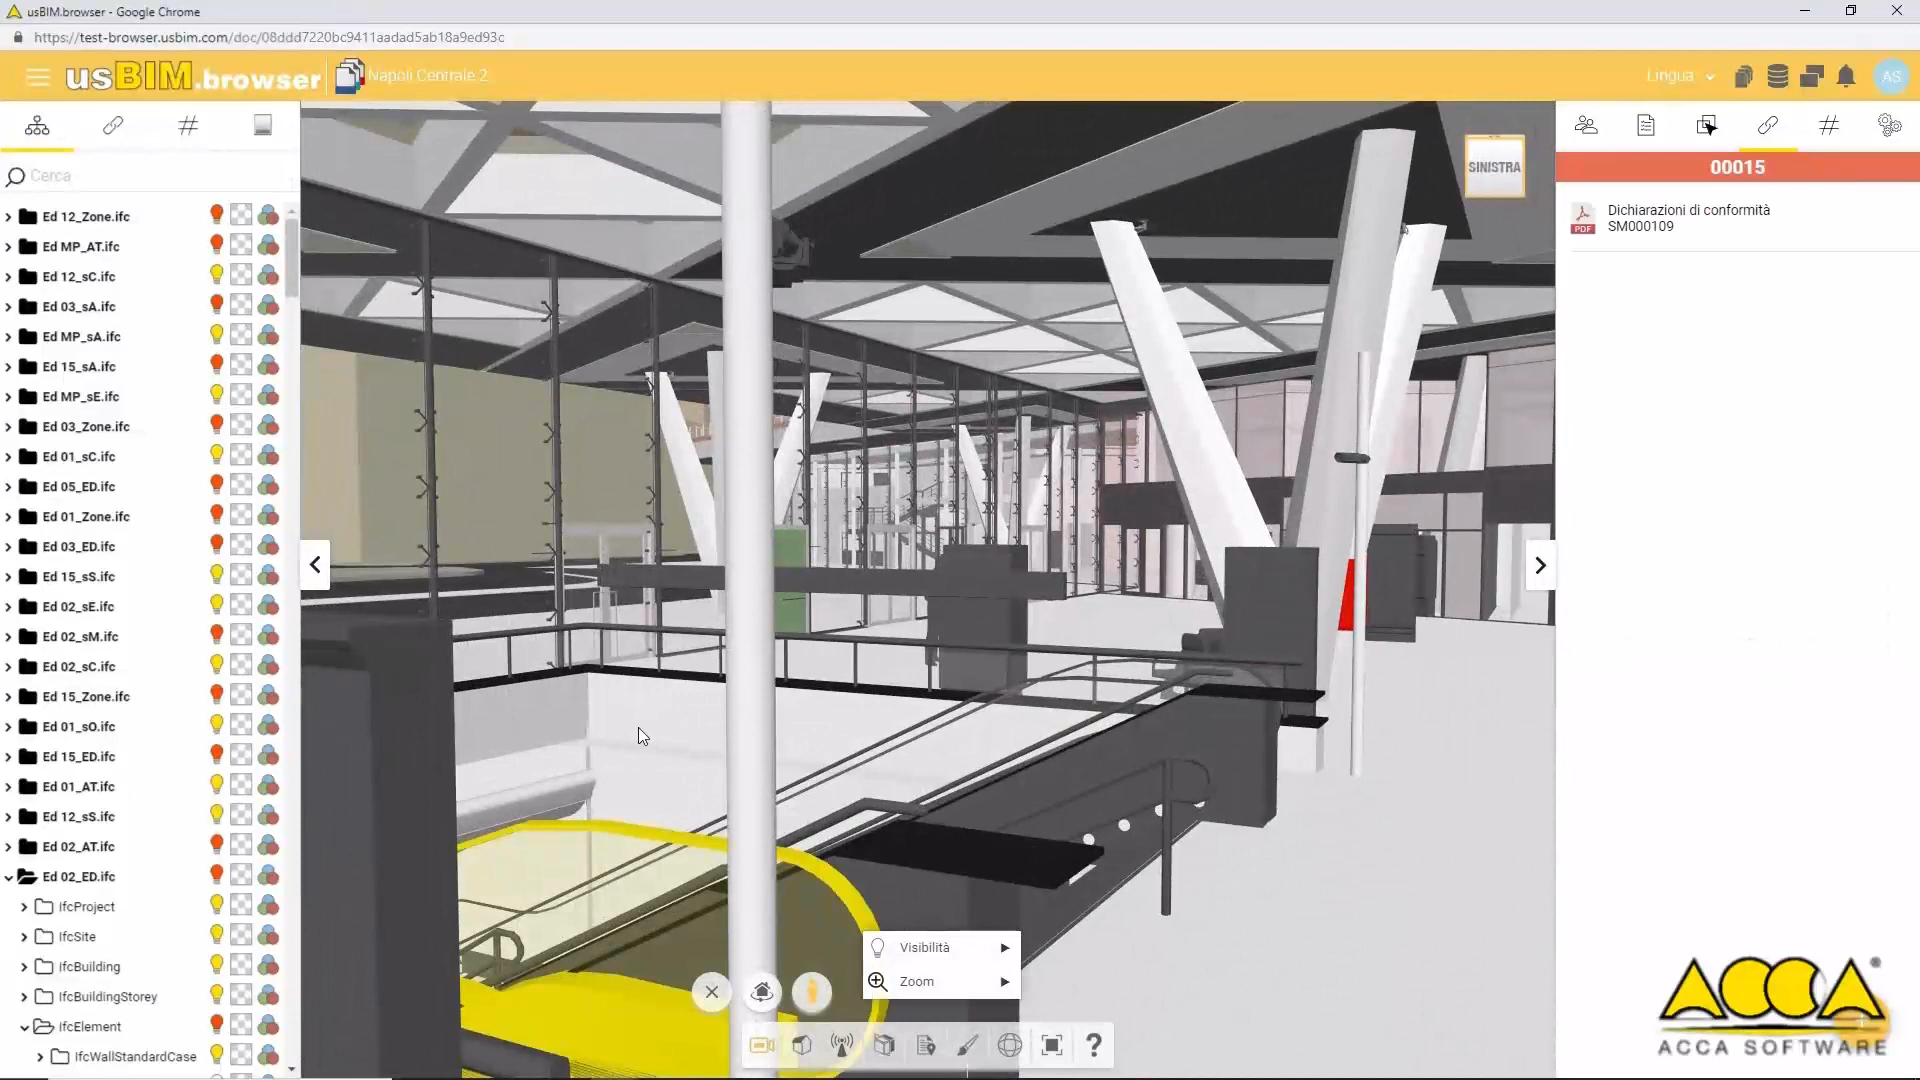 usBIM.browser - Google Chrome
https://test-browser.usbim.com/doc/08ddd7220bc9411aadad5ab18a9ed93c
usBIM.browser
Napoli Centrale 2
Lingua
AS
Cerca
Ed 12_Zone.ifc
Ed MP_AT.ifc
Ed 12_sC.ifc
Ed 03_sA.ifc
Ed MP_sA.ifc
Ed 15_sA.ifc
Ed MP_sE.ifc
Ed 03_Zone.ifc
Ed 01_sC.ifc
Ed 05_ED.ifc
Ed 01_Zone.ifc
Ed 03_ED.ifc
Ed 15_sS.ifc
Ed 02_sE.ifc
Ed 02_sM.ifc
Ed 02_sC.ifc
Ed 15_Zone.ifc
Ed 01_sO.ifc
Ed 15_ED.ifc
Ed 01_AT.ifc
Ed 12_sS.ifc
Ed 02_AT.ifc
Ed 02_ED.ifc
IfcProject
IfcSite
IfcBuilding
IfcBuildingStorey
IfcElement
IfcWallStandardCase
SINISTRA
Visibilità
Zoom
?
00015
PDF
Dichiarazioni di conformità
SM000109
ACCA ®
ACCA SOFTWARE